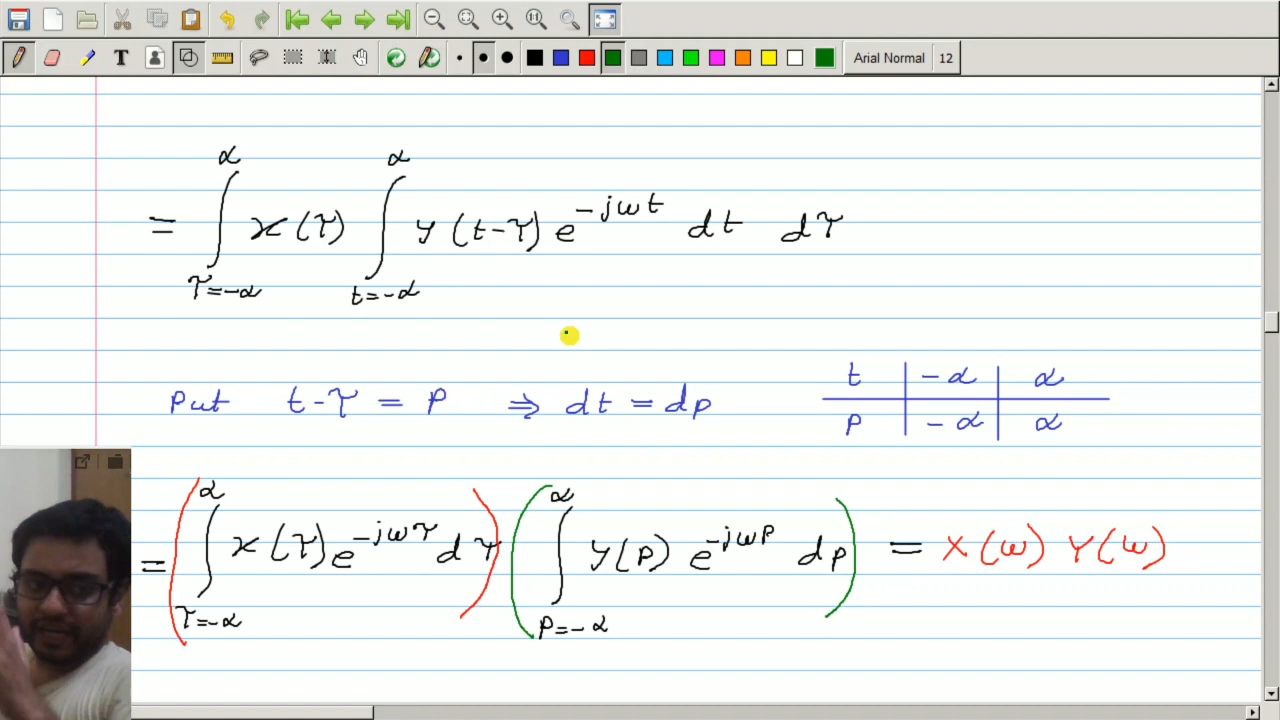 Arial Normal 12
= ∫_{τ=-α}^{α} x(τ) ∫_{t=-α}^{α} y(t-τ) e^{-jωt} dt dτ
Put t-τ = p ⇒ dt = dp
t | -α | α
p | -α | α
= (∫_{τ=-α}^{α} x(τ) e^{-jωτ} dτ) (∫_{p=-α}^{α} y(p) e^{-jωp} dp) = X(ω) Y(ω)